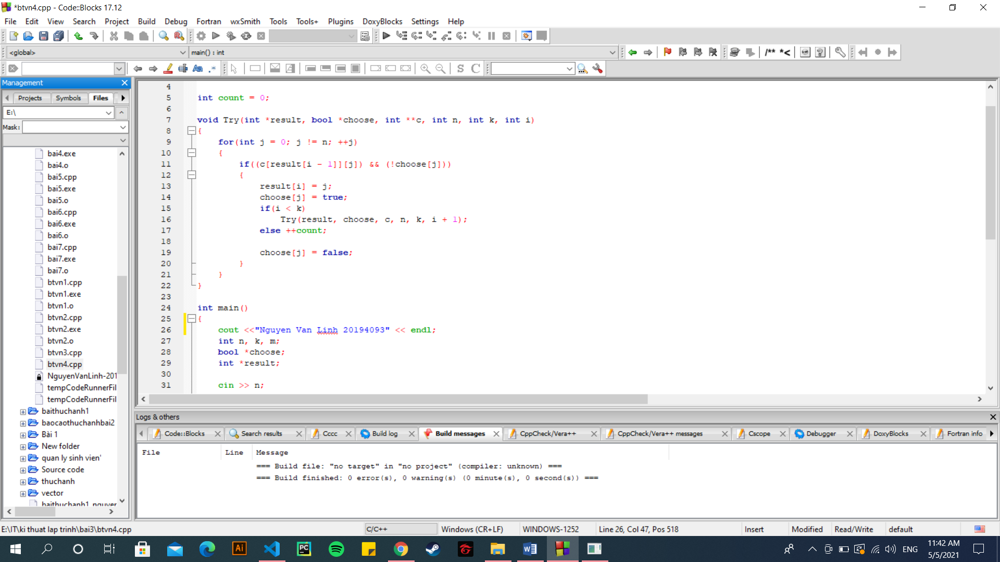 *btvn4.cpp - Code::Blocks 17.12
File Edit View Search Project Build Debug Fortran wxSmith Tools Tools+ Plugins DoxyBlocks Settings Help
<global> main() : int
/** *<
S C
Management
Projects Symbols Files
E:\
Mask:
bai4.exe
bai4.o
bai5.cpp
bai5.exe
bai5.o
bai6.cpp
bai6.exe
bai6.o
bai7.cpp
bai7.exe
bai7.o
btvn1.cpp
btvn1.exe
btvn1.o
btvn2.cpp
btvn2.exe
btvn2.o
btvn3.cpp
btvn4.cpp
NguyenVanLinh-201
tempCodeRunnerFil
tempCodeRunnerFil
baithuchanh1
baocaothuchanhbai2
Bài 1
New folder
quan ly sinh vien'
Source code
thuchanh
vector
baithuchanh1_nguyen
4
5 int count = 0;
6
7 void Try(int *result, bool *choose, int **c, int n, int k, int i)
8 {
9 for(int j = 0; j != n; ++j)
10 {
11 if((c[result[i - 1]][j]) && (!choose[j]))
12 {
13 result[i] = j;
14 choose[j] = true;
15 if(i < k)
16 Try(result, choose, c, n, k, i + 1);
17 else ++count;
18
19 choose[j] = false;
20 }
21 }
22 }
23
24 int main()
25 {
26 cout <<"Nguyen Van Linh 20194093" << endl;
27 int n, k, m;
28 bool *choose;
29 int *result;
30
31 cin >> n;
Logs & others
Code::Blocks Search results Cccc Build log Build messages CppCheck/Vera++ CppCheck/Vera++ messages Cscope Debugger DoxyBlocks Fortran info
File Line Message
=== Build file: "no target" in "no project" (compiler: unknown) ===
=== Build finished: 0 error(s), 0 warning(s) (0 minute(s), 0 second(s)) ===
E:\IT\ki thuat lap trinh\bai3\btvn4.cpp C/C++ Windows (CR+LF) WINDOWS-1252 Line 26, Col 47, Pos 518 Insert Modified Read/Write default
Ai PC ENG 11:42 AM
5/5/2021